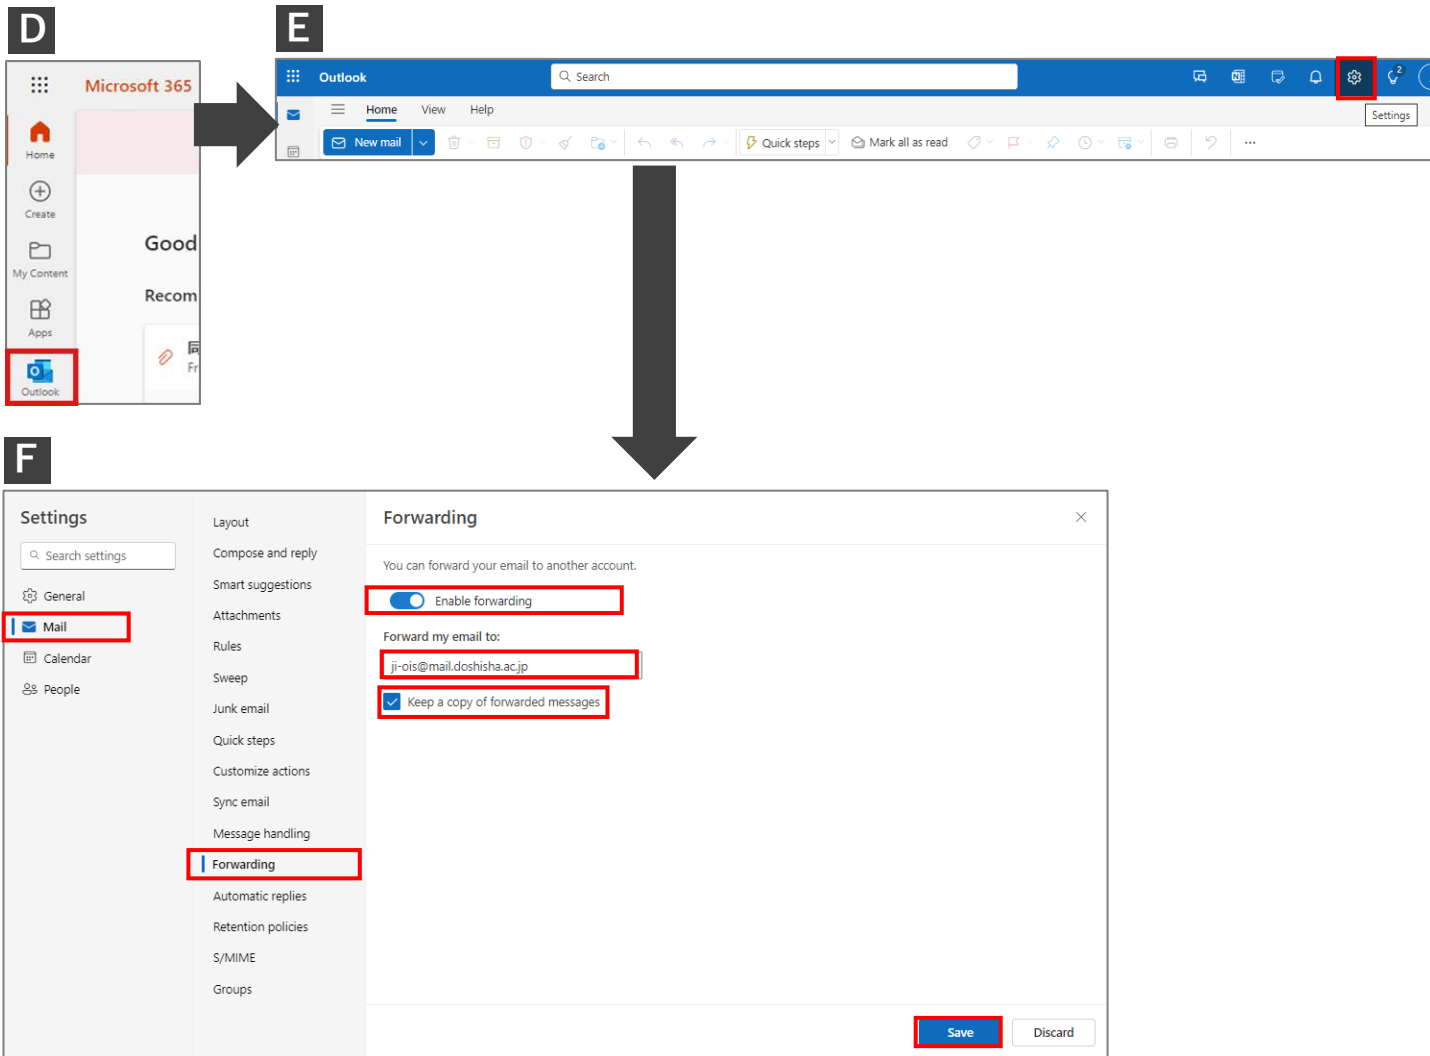 D
Microsoft 365
Home
Create
My Content
Apps
Outlook
Good
Recom
同
Fr
E
Outlook
Search
2
Settings
Home View Help
New mail
Quick steps
Mark all as read
F
Settings
Search settings
General
Mail
Calendar
People
Layout
Compose and reply
Smart suggestions
Attachments
Rules
Sweep
Junk email
Quick steps
Customize actions
Sync email
Message handling
Forwarding
Automatic replies
Retention policies
S/MIME
Groups
Forwarding
You can forward your email to another account.
Enable forwarding
Forward my email to:
ji-ois@mail.doshisha.ac.jp
Keep a copy of forwarded messages
Save
Discard